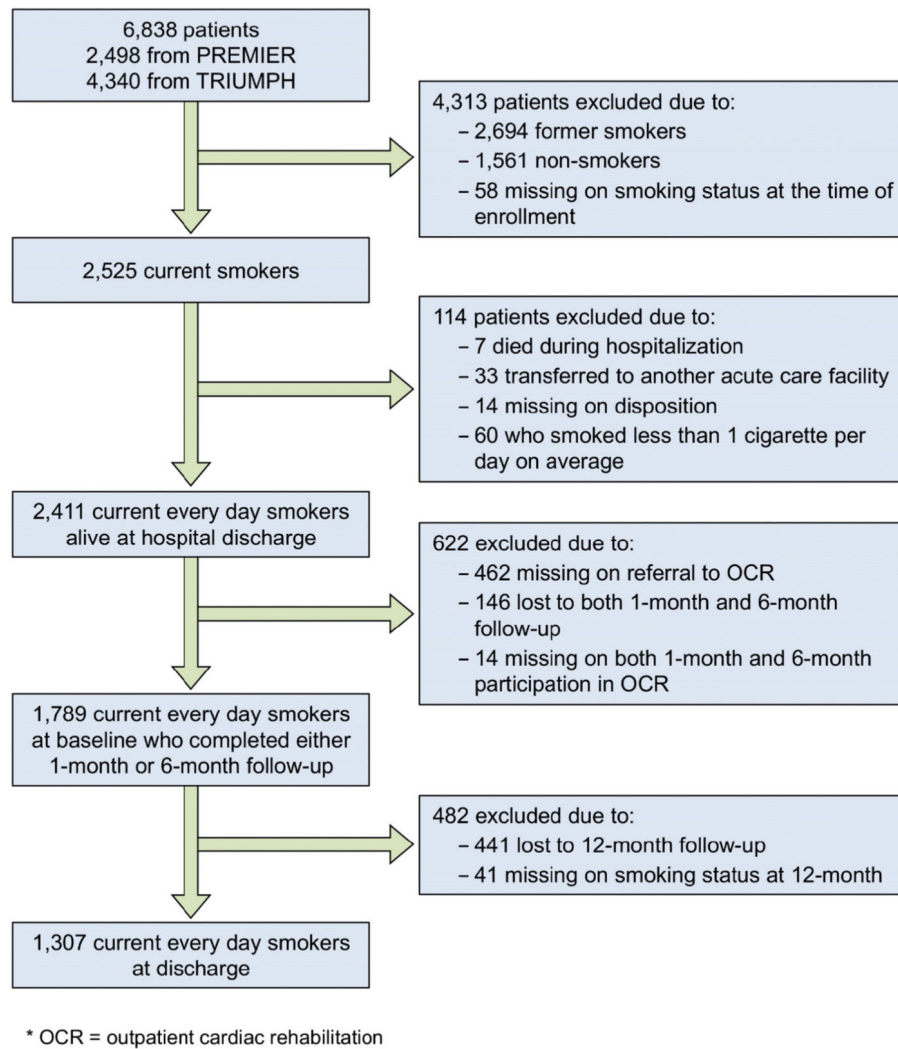 6,838 patients
2,498 from PREMIER
4,340 from TRIUMPH
4,313 patients excluded due to:
– 2,694 former smokers
– 1,561 non-smokers
– 58 missing on smoking status at the time of
enrollment
2,525 current smokers
114 patients excluded due to:
– 7 died during hospitalization
– 33 transferred to another acute care facility
– 14 missing on disposition
– 60 who smoked less than 1 cigarette per
day on average
2,411 current every day smokers
alive at hospital discharge
622 excluded due to:
– 462 missing on referral to OCR
– 146 lost to both 1-month and 6-month
follow-up
– 14 missing on both 1-month and 6-month
participation in OCR
1,789 current every day smokers
at baseline who completed either
1-month or 6-month follow-up
482 excluded due to:
– 441 lost to 12-month follow-up
– 41 missing on smoking status at 12-month
1,307 current every day smokers
at discharge
* OCR = outpatient cardiac rehabilitation